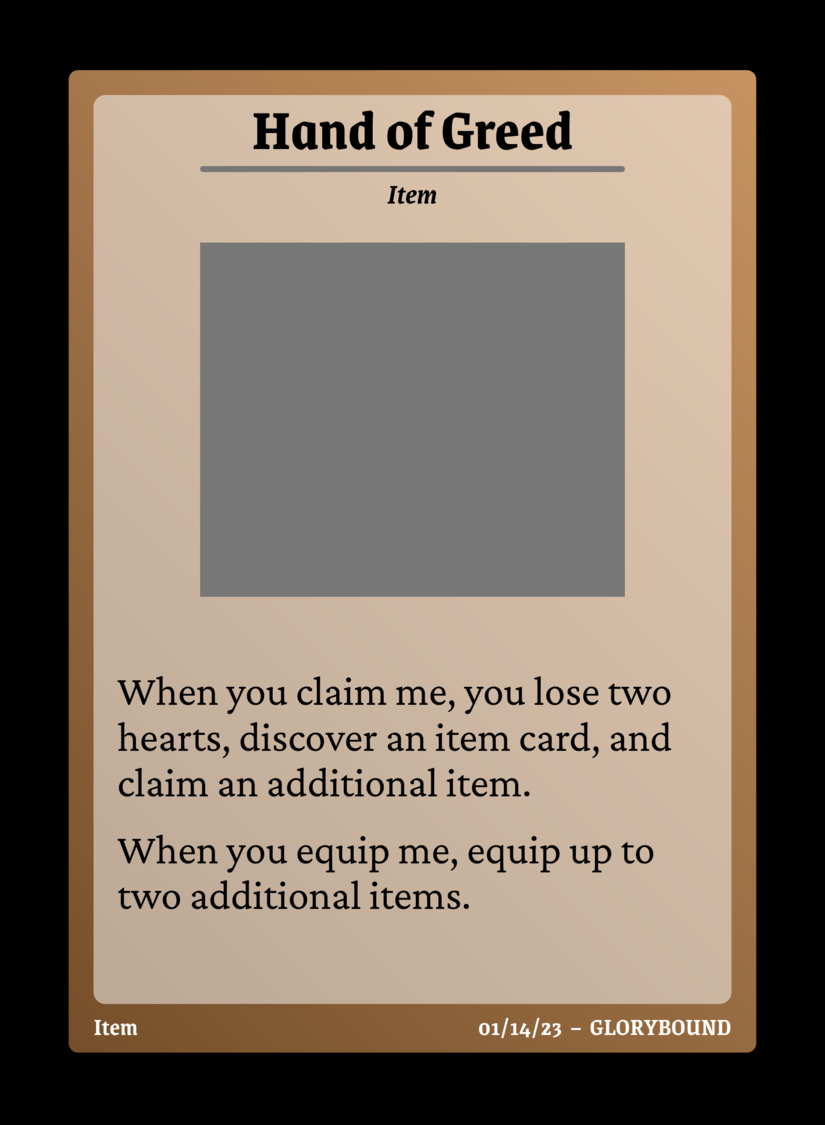 Hand of Greed
Item
When you claim me, you lose two
hearts, discover an item card, and
claim an additional item.
When you equip me, equip up to
two additional items.
Item
01/14/23 – GLORYBOUND